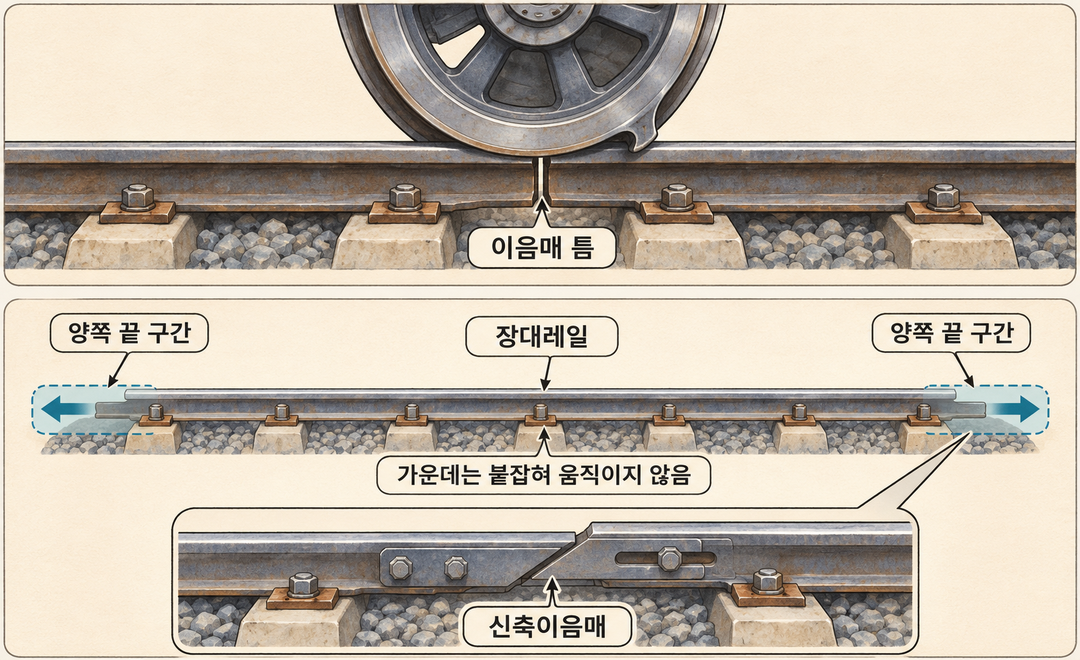 이음매 틈
양쪽 끝 구간
장대레일
양쪽 끝 구간
가운데는 붙잡혀 움직이지 않음
신축이음매